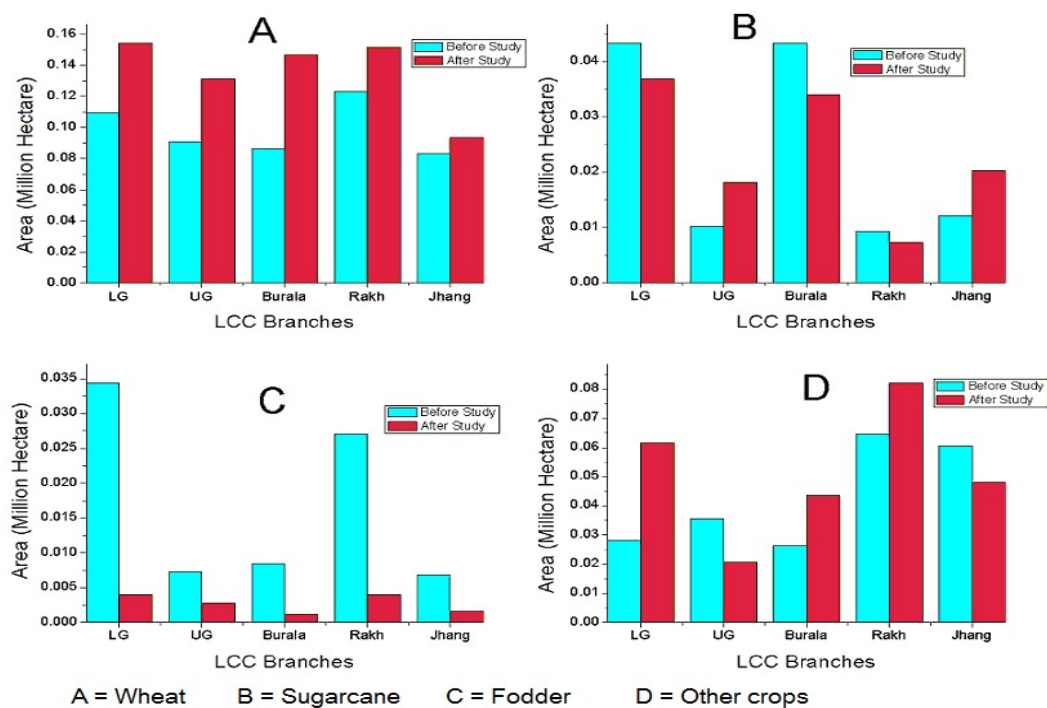 A
Before Study
After Study
Area (Million Hectare)
0.16
0.14
0.12
0.10
0.08
0.06
0.04
0.02
0.00
LG UG Burala Rakh Jhang
LCC Branches
B
Before Study
After Study
Area (Million Hectare)
0.04
0.03
0.02
0.01
0.00
LG UG Burala Rakh Jhang
LCC Branches
C
Before Study
After Study
Area (Million Hectare)
0.035
0.030
0.025
0.020
0.015
0.010
0.005
0.000
LG UG Burala Rakh Jhang
LCC Branches
D
Before Study
After Study
Area (Million Hectare)
0.08
0.07
0.06
0.05
0.04
0.03
0.02
0.01
0.00
LG UG Burala Rakh Jhang
LCC Branches
A = Wheat B = Sugarcane C = Fodder D = Other crops